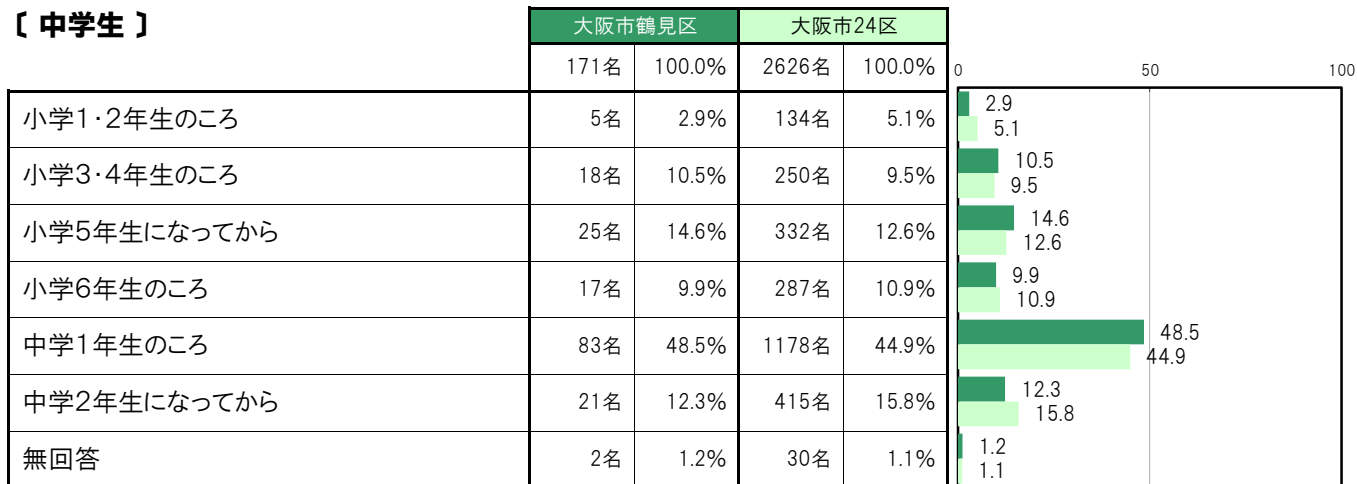 〔 中学生 〕
大阪市鶴見区 大阪市24区
171名 100.0% 2626名 100.0% 0 50 100
小学1・2年生のころ 5名 2.9% 134名 5.1% 2.9
5.1
小学3・4年生のころ 18名 10.5% 250名 9.5% 10.5
9.5
小学5年生になってから 25名 14.6% 332名 12.6% 14.6
12.6
小学6年生のころ 17名 9.9% 287名 10.9% 9.9
10.9
中学1年生のころ 83名 48.5% 1178名 44.9% 48.5
44.9
中学2年生になってから 21名 12.3% 415名 15.8% 12.3
15.8
無回答 2名 1.2% 30名 1.1% 1.2
1.1